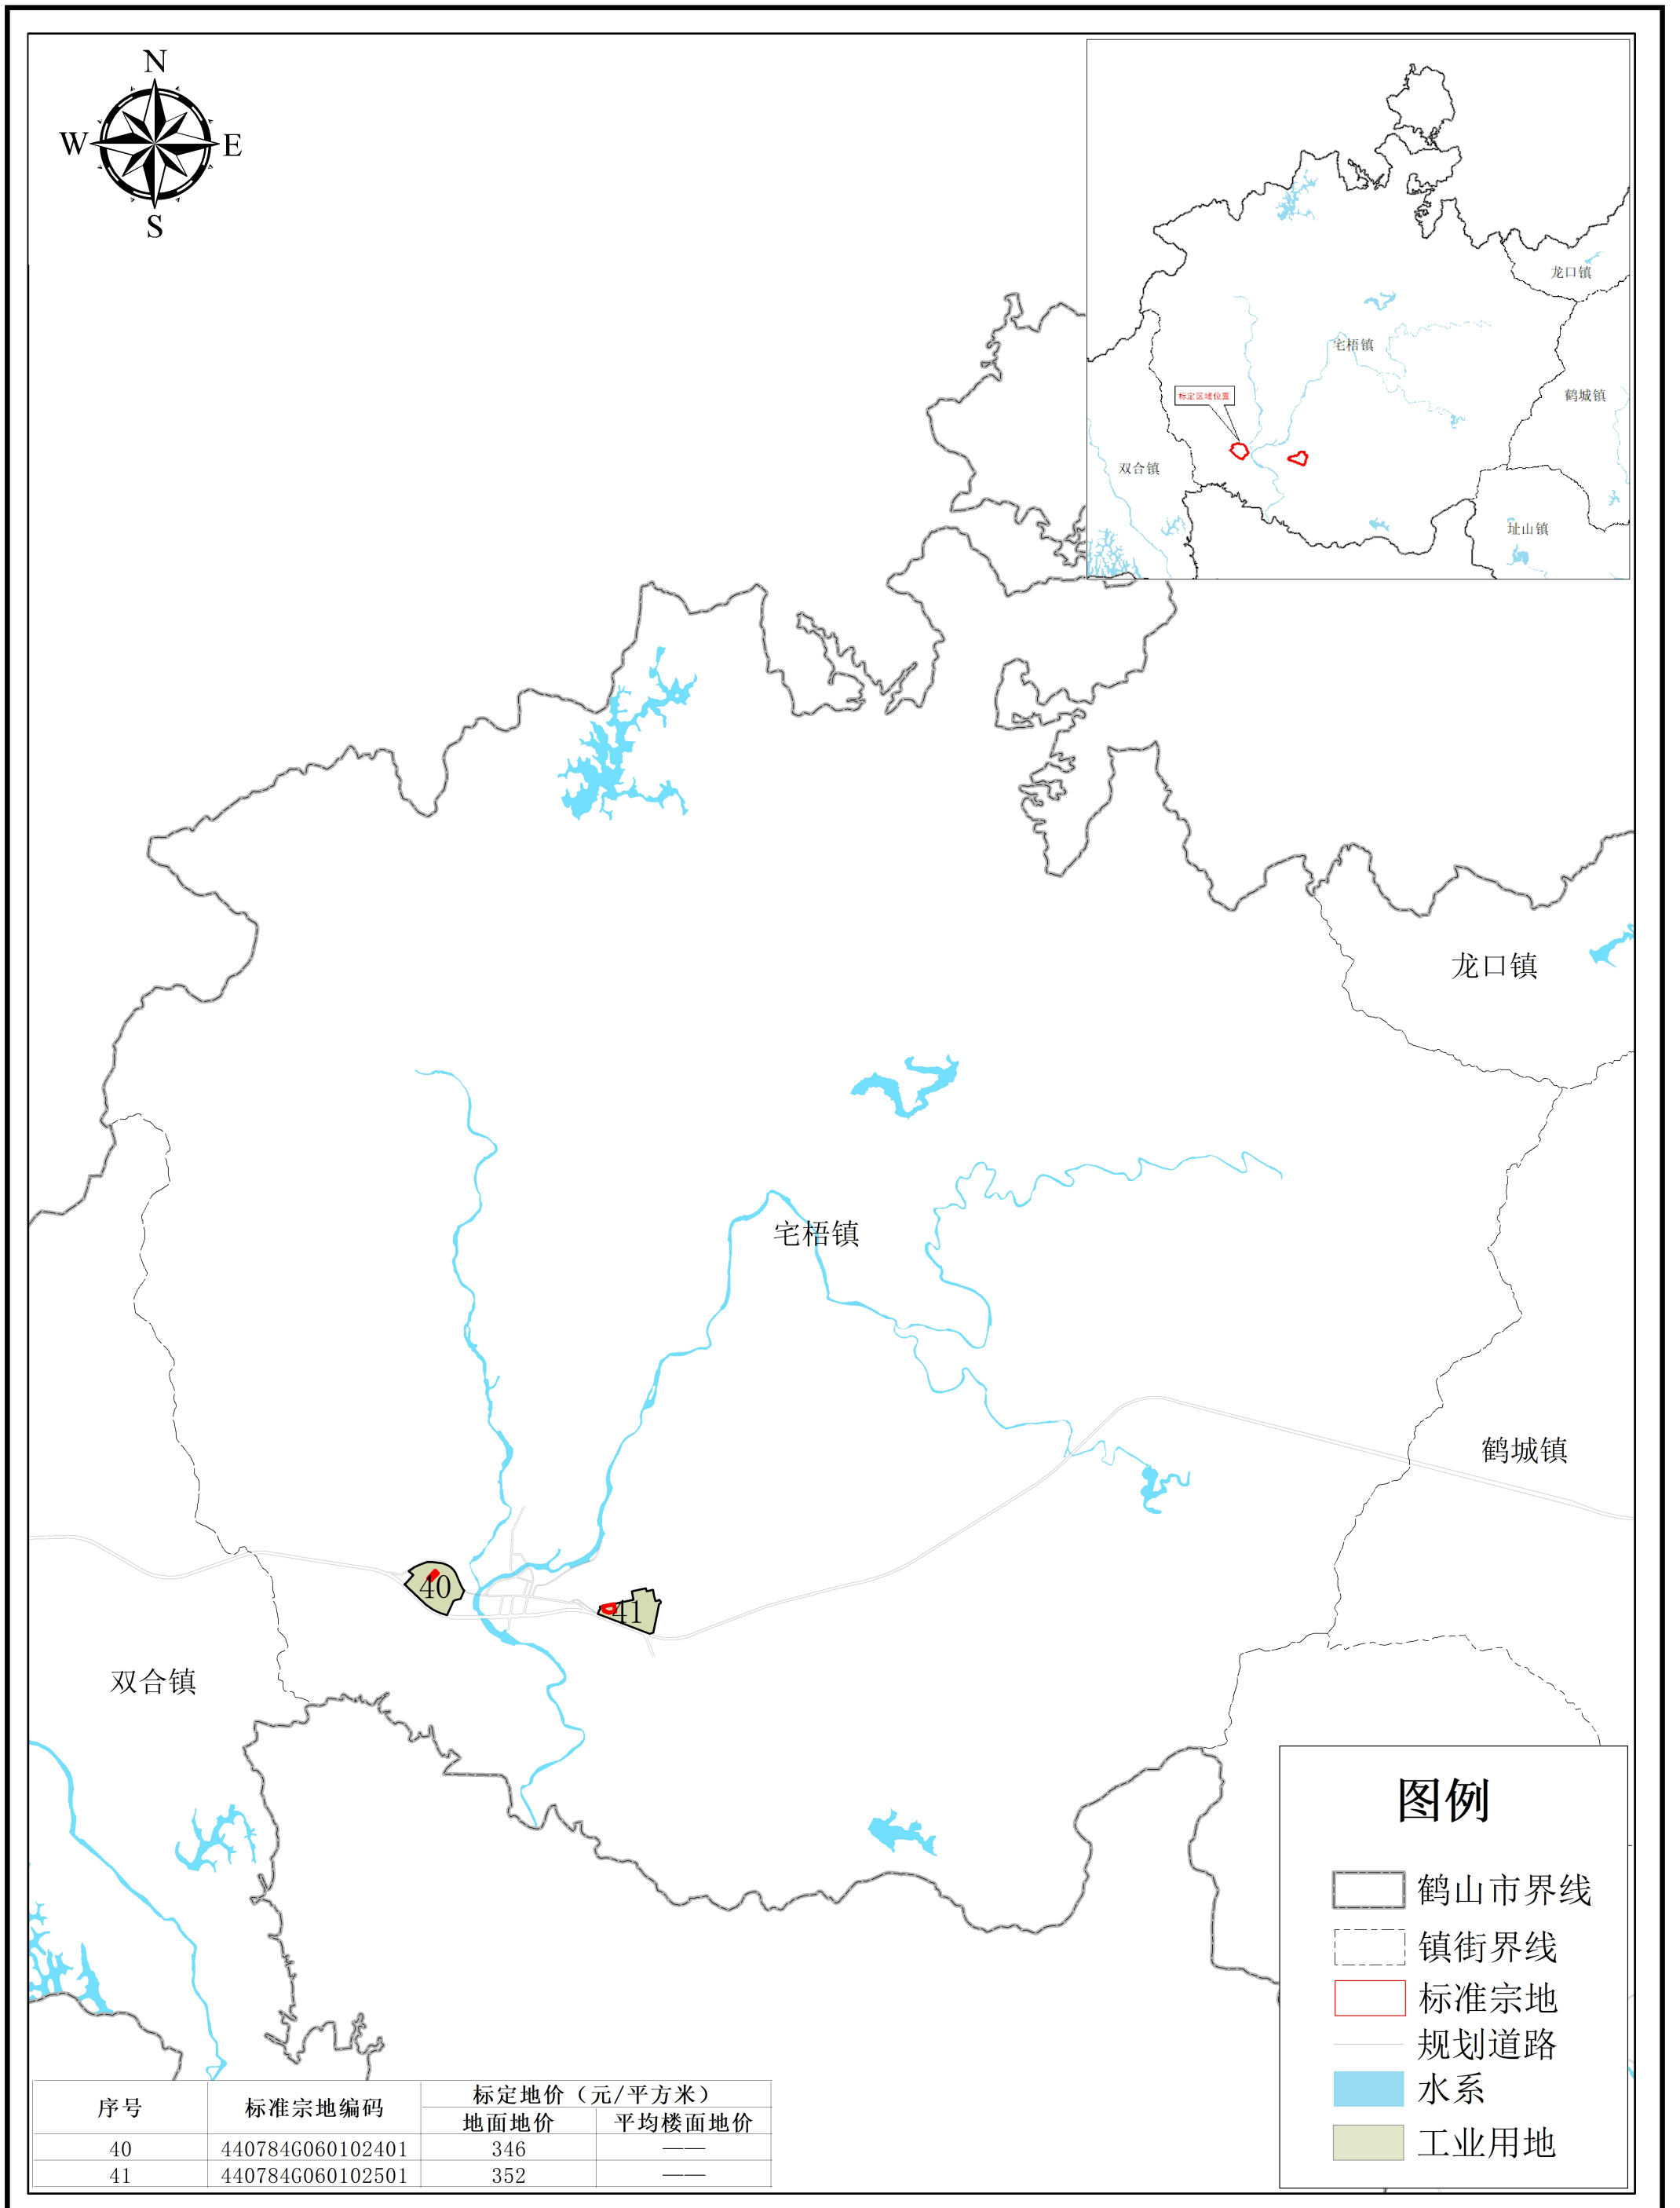 N
W E
S
龙口镇
宅梧镇
鹤城镇
标定区域位置
双合镇
址山镇
龙口镇
宅梧镇
鹤城镇
40
41
双合镇
图例
鹤山市界线
镇街界线
标准宗地
规划道路
水系
工业用地
序号 标准宗地编码 标定地价（元/平方米）
地面地价 平均楼面地价
40 440784G060102401 346 ——
41 440784G060102501 352 ——